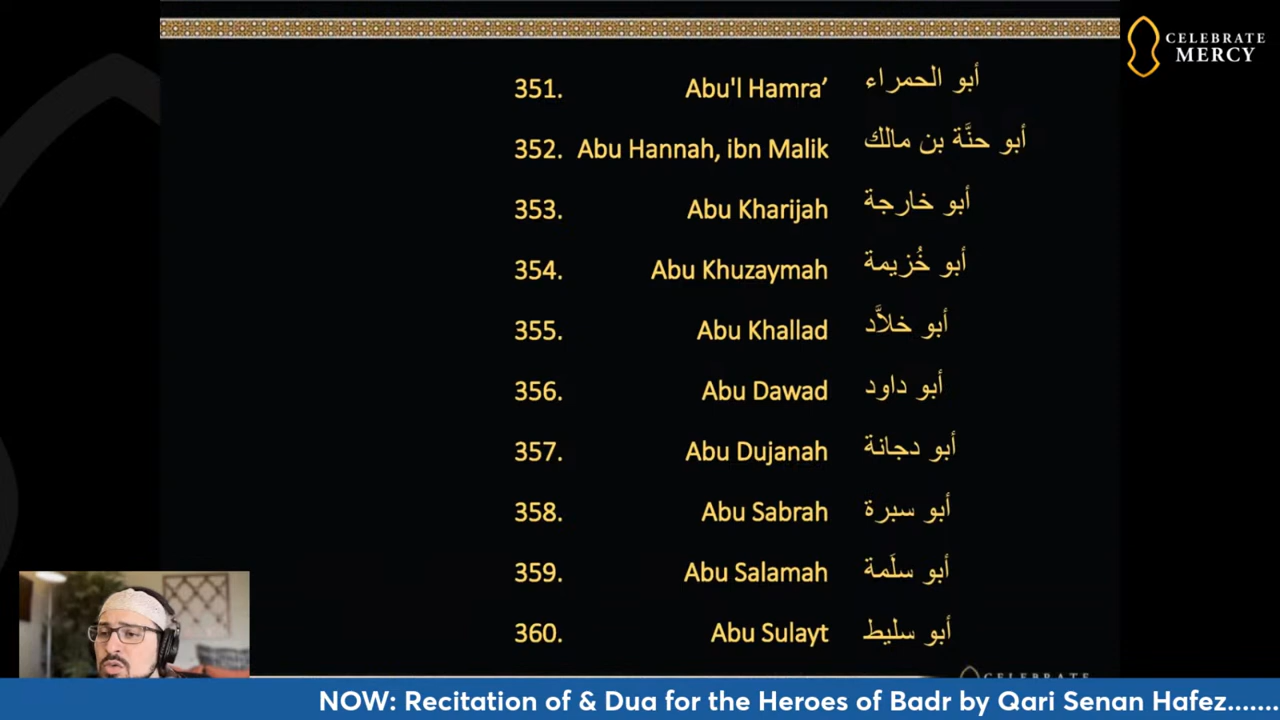 CELEBRATE
MERCY
351. Abu'l Hamra’ أبو الحمراء
352. Abu Hannah, ibn Malik أبو حنَّة بن مالك
353. Abu Kharijah أبو خارجة
354. Abu Khuzaymah أبو خُزيمة
355. Abu Khallad أبو خلاَّد
356. Abu Dawad أبو داود
357. Abu Dujanah أبو دجانة
358. Abu Sabrah أبو سبرة
359. Abu Salamah أبو سلَمة
360. Abu Sulayt أبو سليط
CELEBRATE
NOW: Recitation of & Dua for the Heroes of Badr by Qari Senan Hafez.......